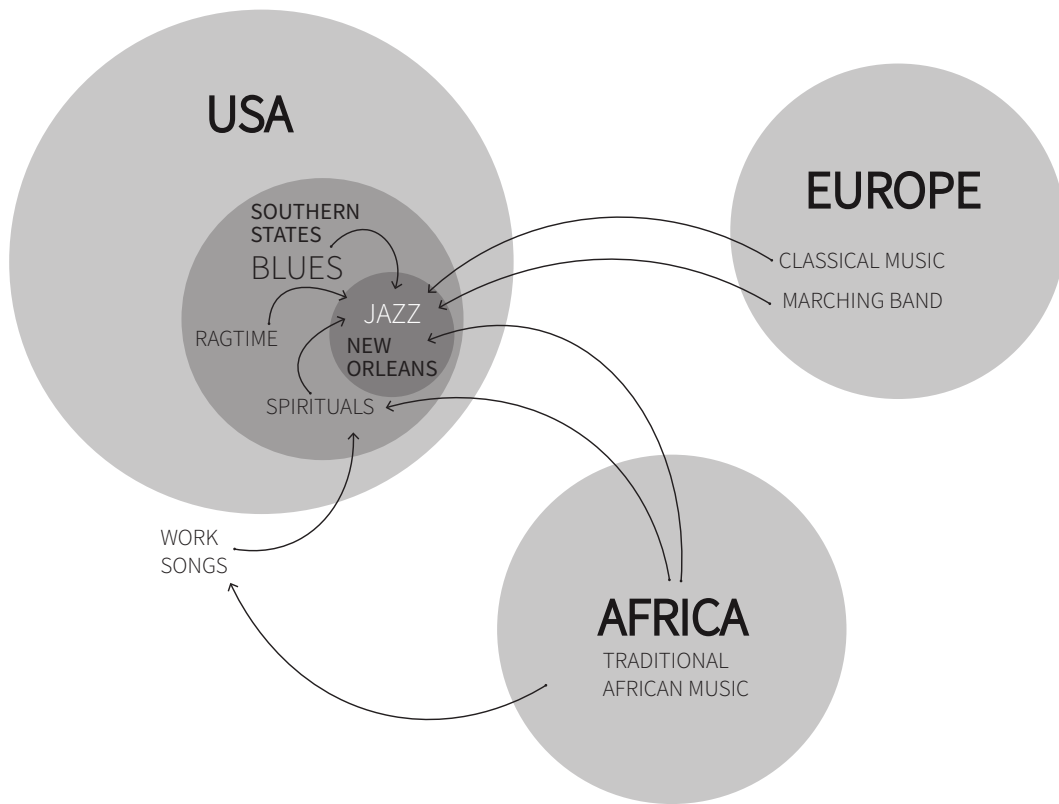 USA
SOUTHERN
STATES
BLUES
JAZZ
RAGTIME
NEW
ORLEANS
SPIRITUALS
WORK
SONGS
EUROPE
CLASSICAL MUSIC
MARCHING BAND
AFRICA
TRADITIONAL
AFRICAN MUSIC